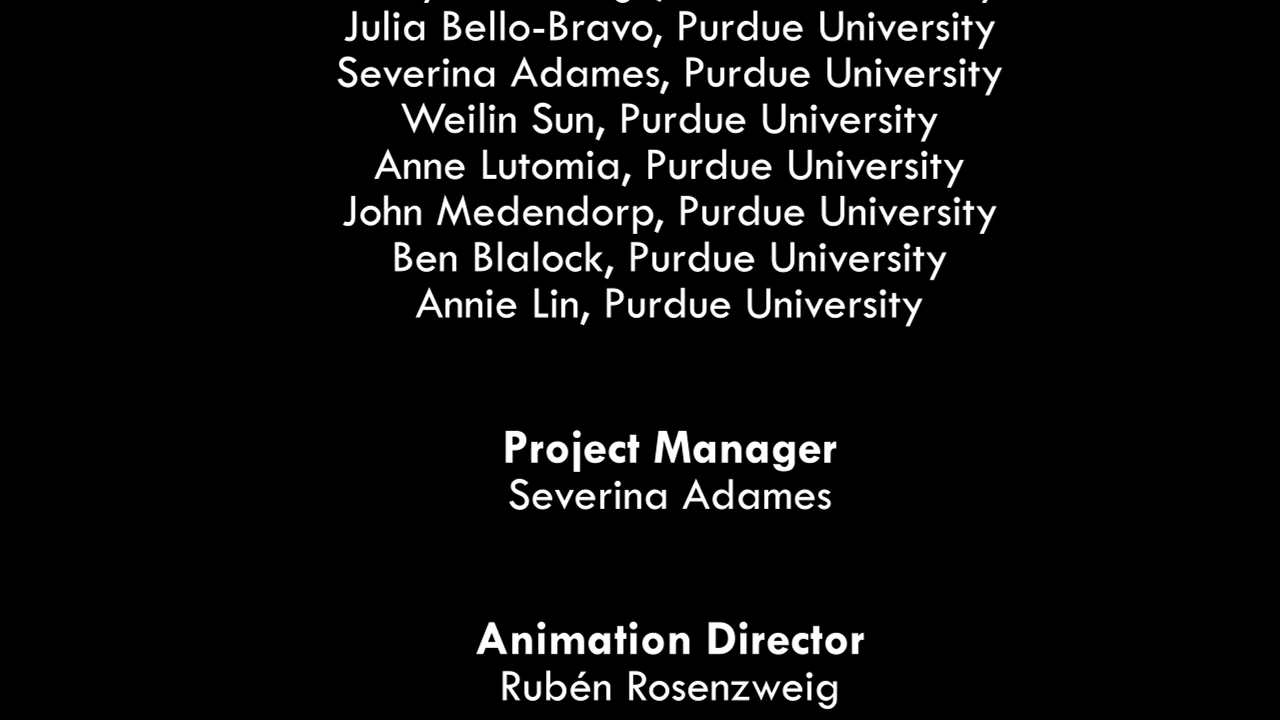 Julia Bello-Bravo, Purdue University
Severina Adames, Purdue University
Weilin Sun, Purdue University
Anne Lutomia, Purdue University
John Medendorp, Purdue University
Ben Blalock, Purdue University
Annie Lin, Purdue University
Project Manager
Severina Adames
Animation Director
Rubén Rosenzweig